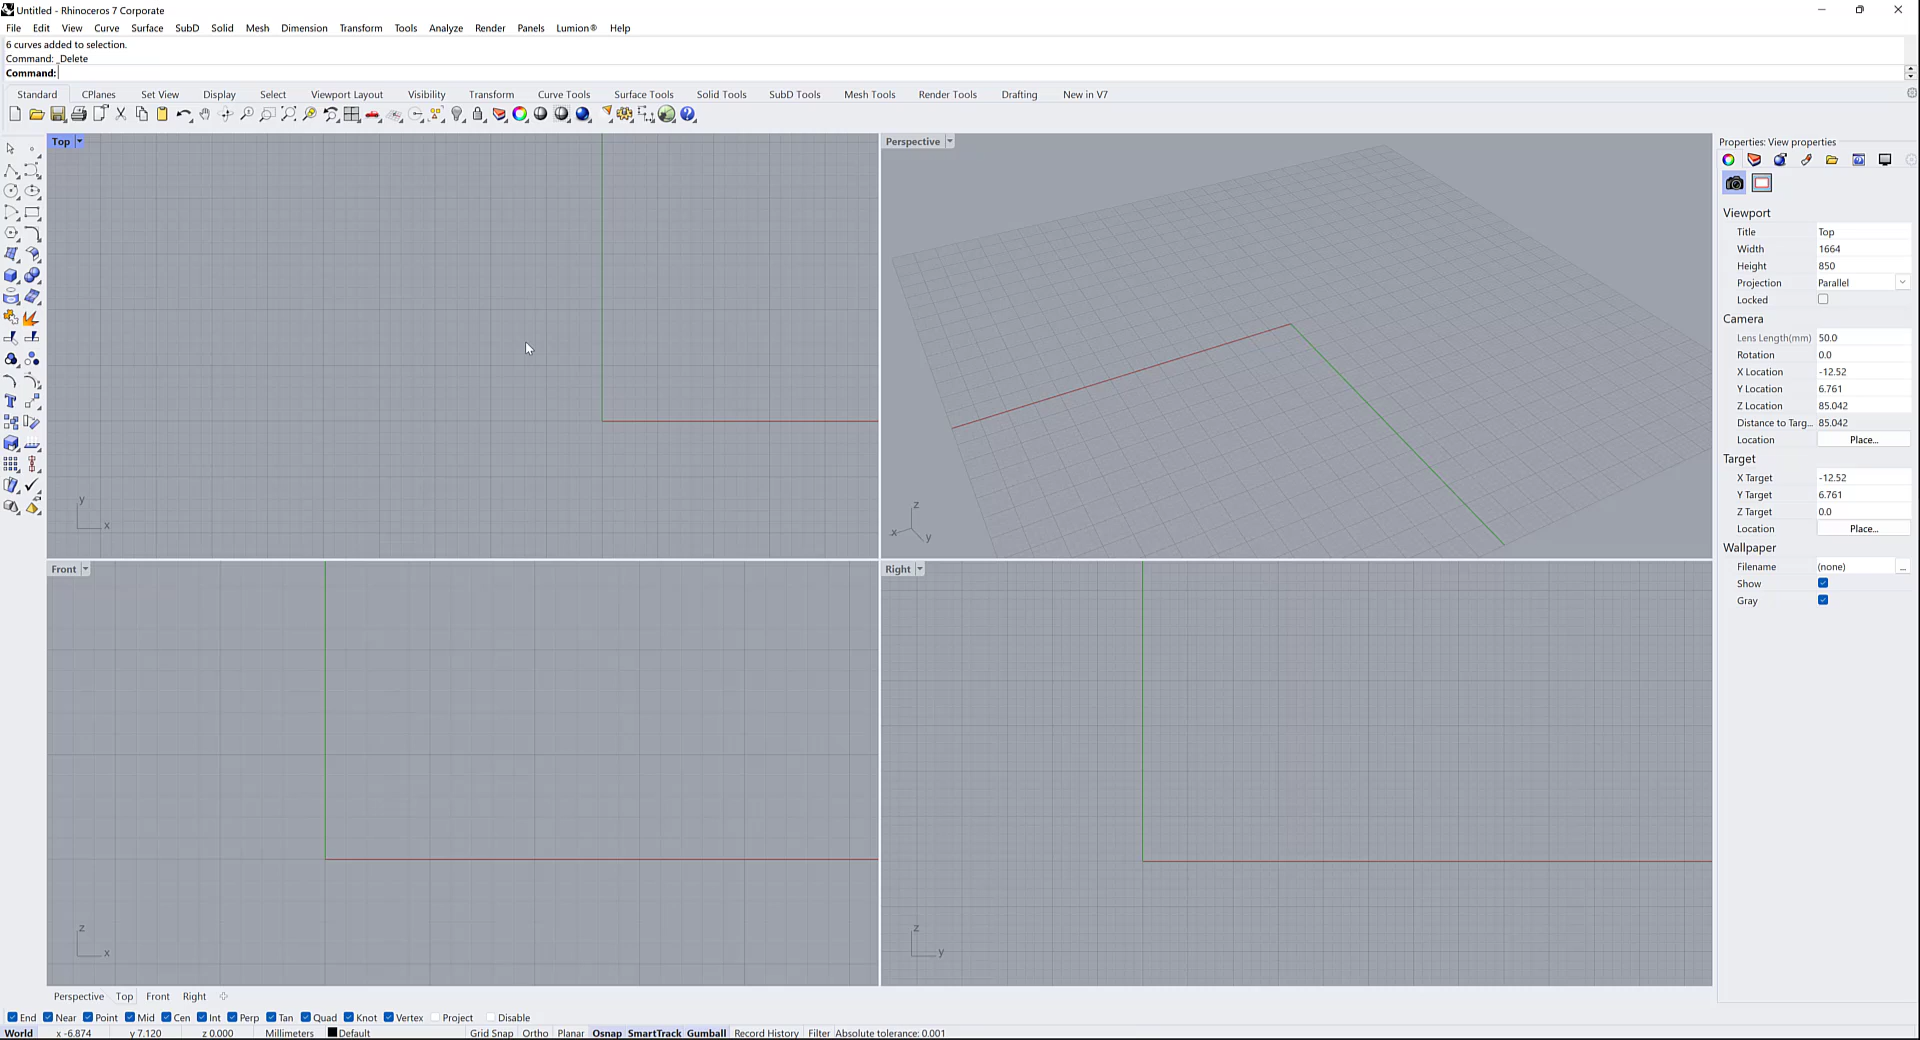 Untitled - Rhinoceros 7 Corporate
File Edit View Curve Surface SubD Solid Mesh Dimension Transform Tools Analyze Render Panels Lumion® Help
6 curves added to selection.
Command: _Delete
Command:
Standard CPlanes Set View Display Select Viewport Layout Visibility Transform Curve Tools Surface Tools Solid Tools SubD Tools Mesh Tools Render Tools Drafting New in V7
Top
Perspective
Properties: View properties
Viewport
Title Top
Width 1664
Height 850
Projection Parallel
Locked
Camera
Lens Length(mm) 50.0
Rotation 0.0
X Location -12.52
Y Location 6.761
Z Location 85.042
Distance to Targ... 85.042
Location Place...
Target
X Target -12.52
Y Target 6.761
Z Target 0.0
Location Place...
Wallpaper
Filename (none) ...
Show
Gray
y
x
z
x
y
Front
Right
z
x
z
y
Perspective Top Front Right
End Near Point Mid Cen Int Perp Tan Quad Knot Vertex Project Disable
World x -6.874 y 7.120 z 0.000 Millimeters Default Grid Snap Ortho Planar Osnap SmartTrack Gumball Record History Filter Absolute tolerance: 0.001